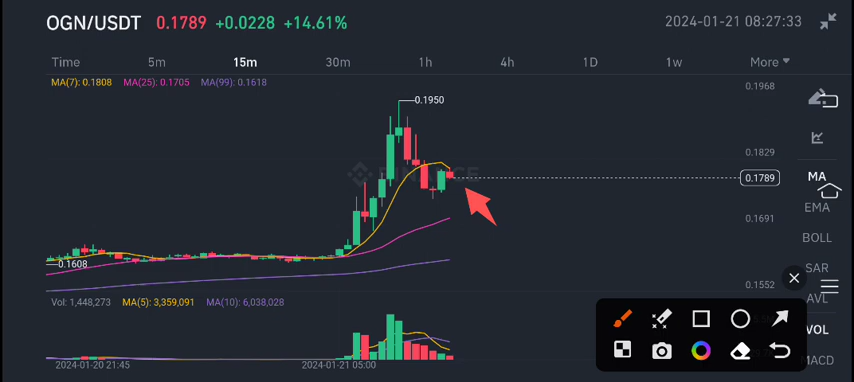 OGN/USDT 0.1789 +0.0228 +14.61% 2024-01-21 08:27:33
Time 5m 15m 30m 1h 4h 1D 1w More
MA(7): 0.1808 MA(25): 0.1705 MA(99): 0.1618
0.1968
0.1950
0.1829
BINANCE
0.1789
MA
EMA
0.1691
BOLL
0.1608
SAR
0.1552
AVL
Vol: 1,448,273 MA(5): 3,359,091 MA(10): 6,038,028
VOL
MACD
2024-01-20 21:45 2024-01-21 05:00